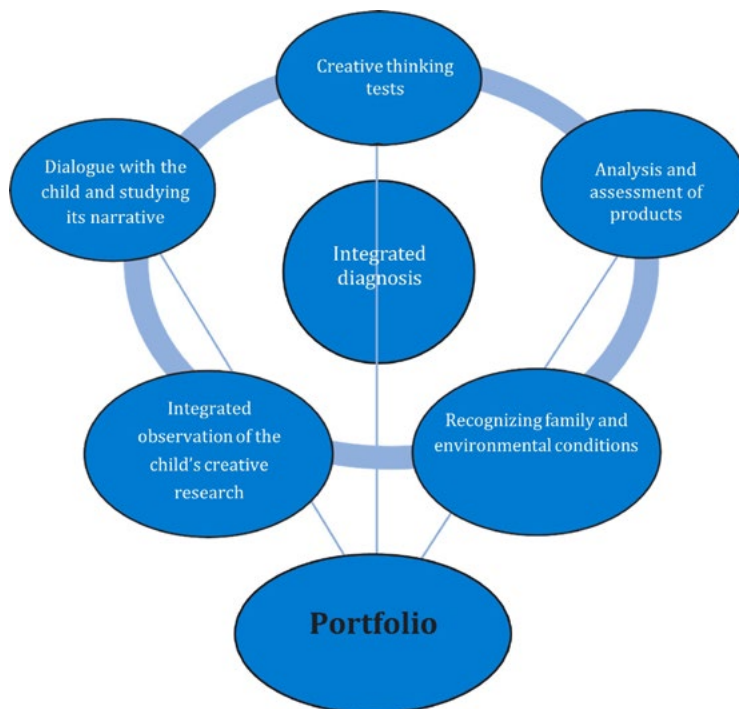 Creative thinking
tests
Dialogue with the
child and studying
its narrative
Analysis and
assessment of
products
Integrated
diagnosis
Integrated
observation of the
child's creative
research
Recognizing family and
environmental conditions
Portfolio